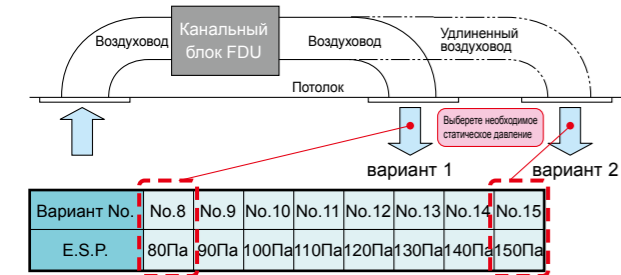 Канальный
блок FDU
Воздуховод
Воздуховод
Удлиненный
воздуховод
Потолок
Выберете необходимое
статическое давление
вариант 1
вариант 2
Вариант No. No.8 No.9 No.10 No.11 No.12 No.13 No.14 No.15
E.S.P. 80Па 90Па 100Па 110Па 120Па 130Па 140Па 150Па